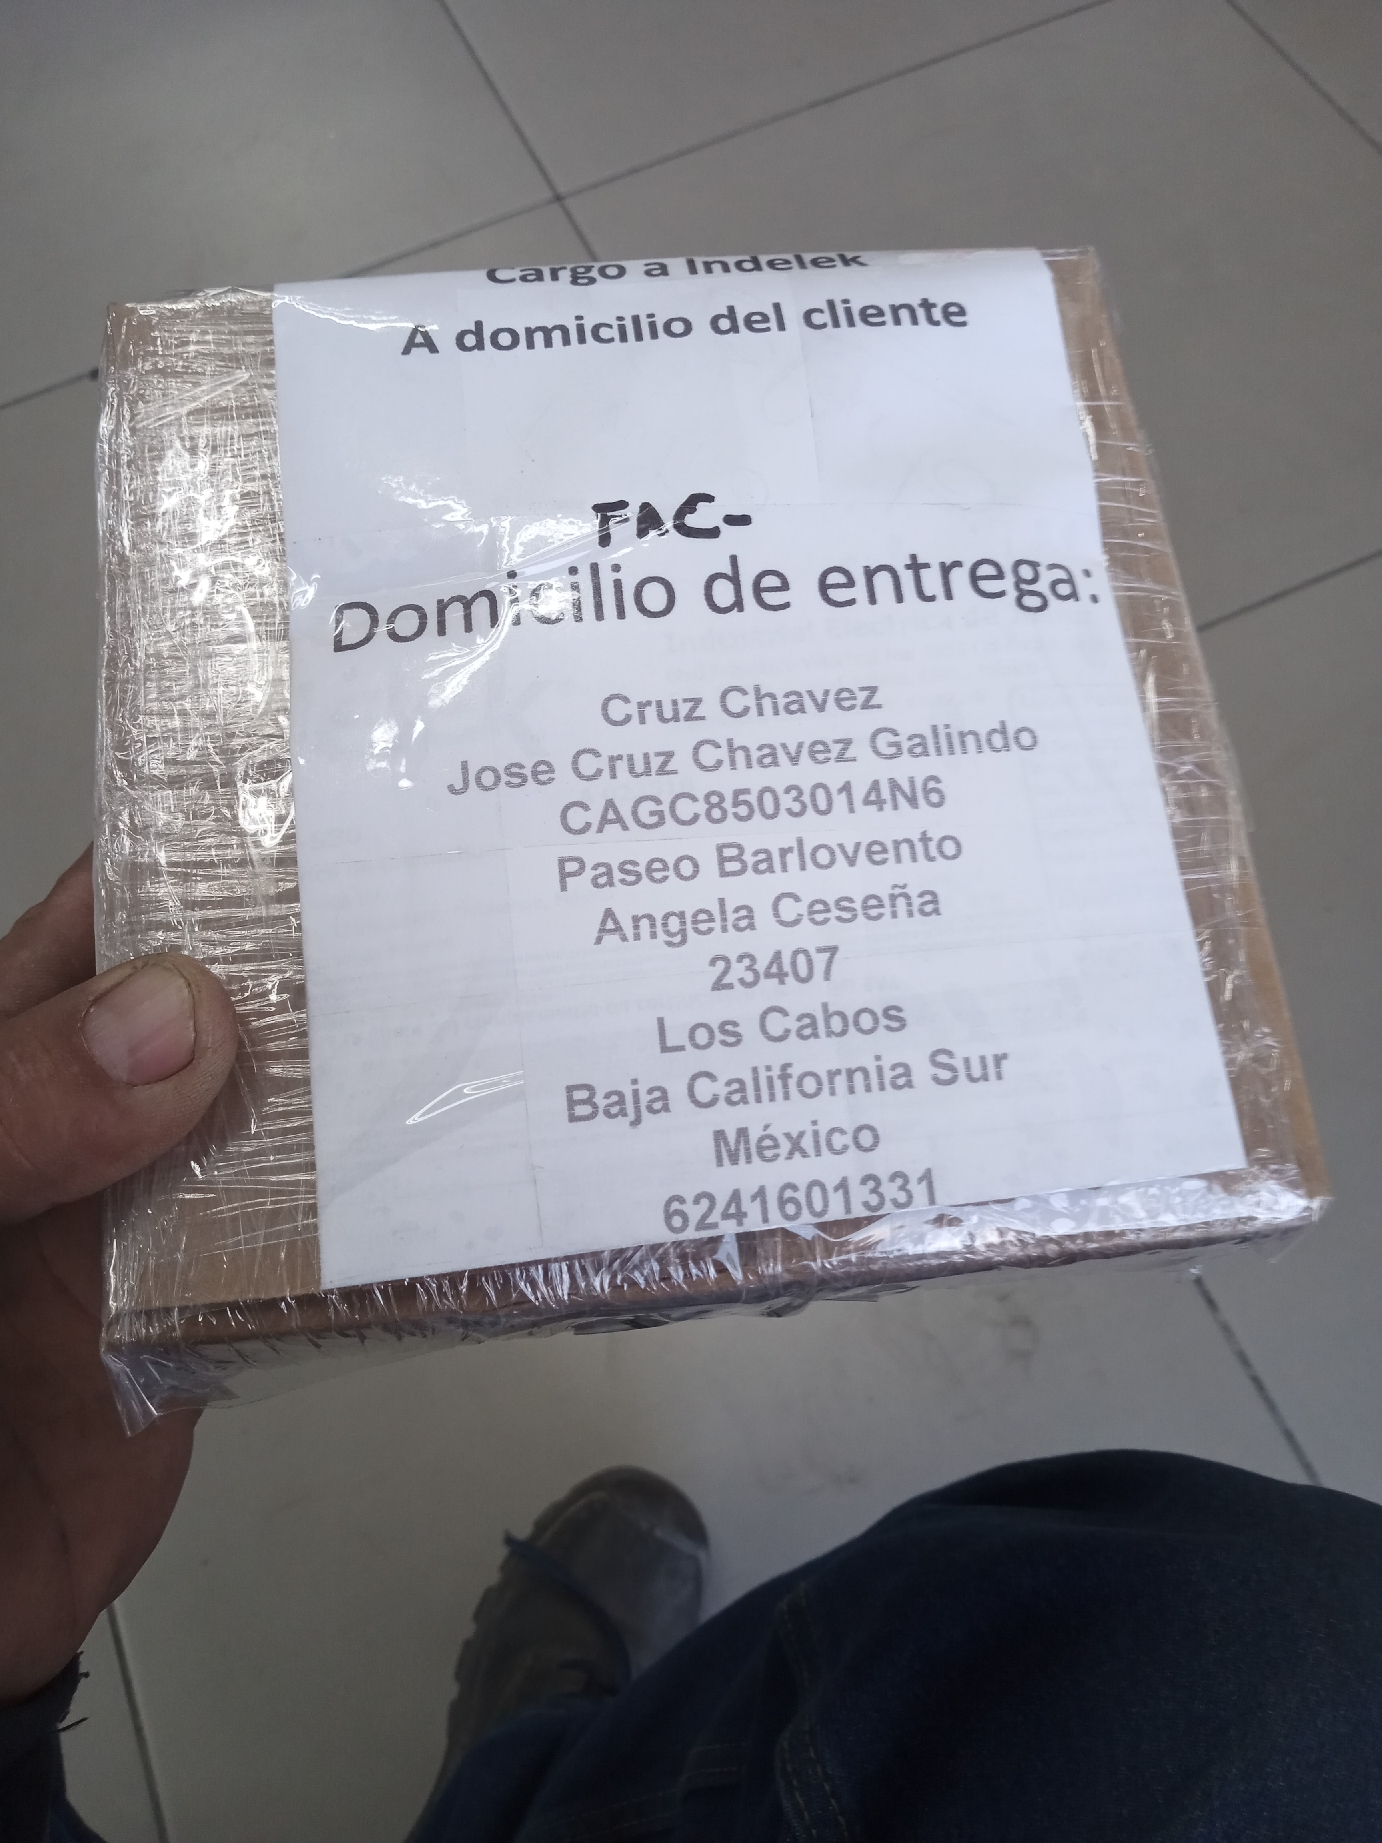 Cargo a Indelek
A domicilio del cliente
FAC-
Domicilio de entrega:
Cruz Chavez
Jose Cruz Chavez Galindo
CAGC8503014N6
Paseo Barlovento
Angela Ceseña
23407
Los Cabos
Baja California Sur
México
6241601331